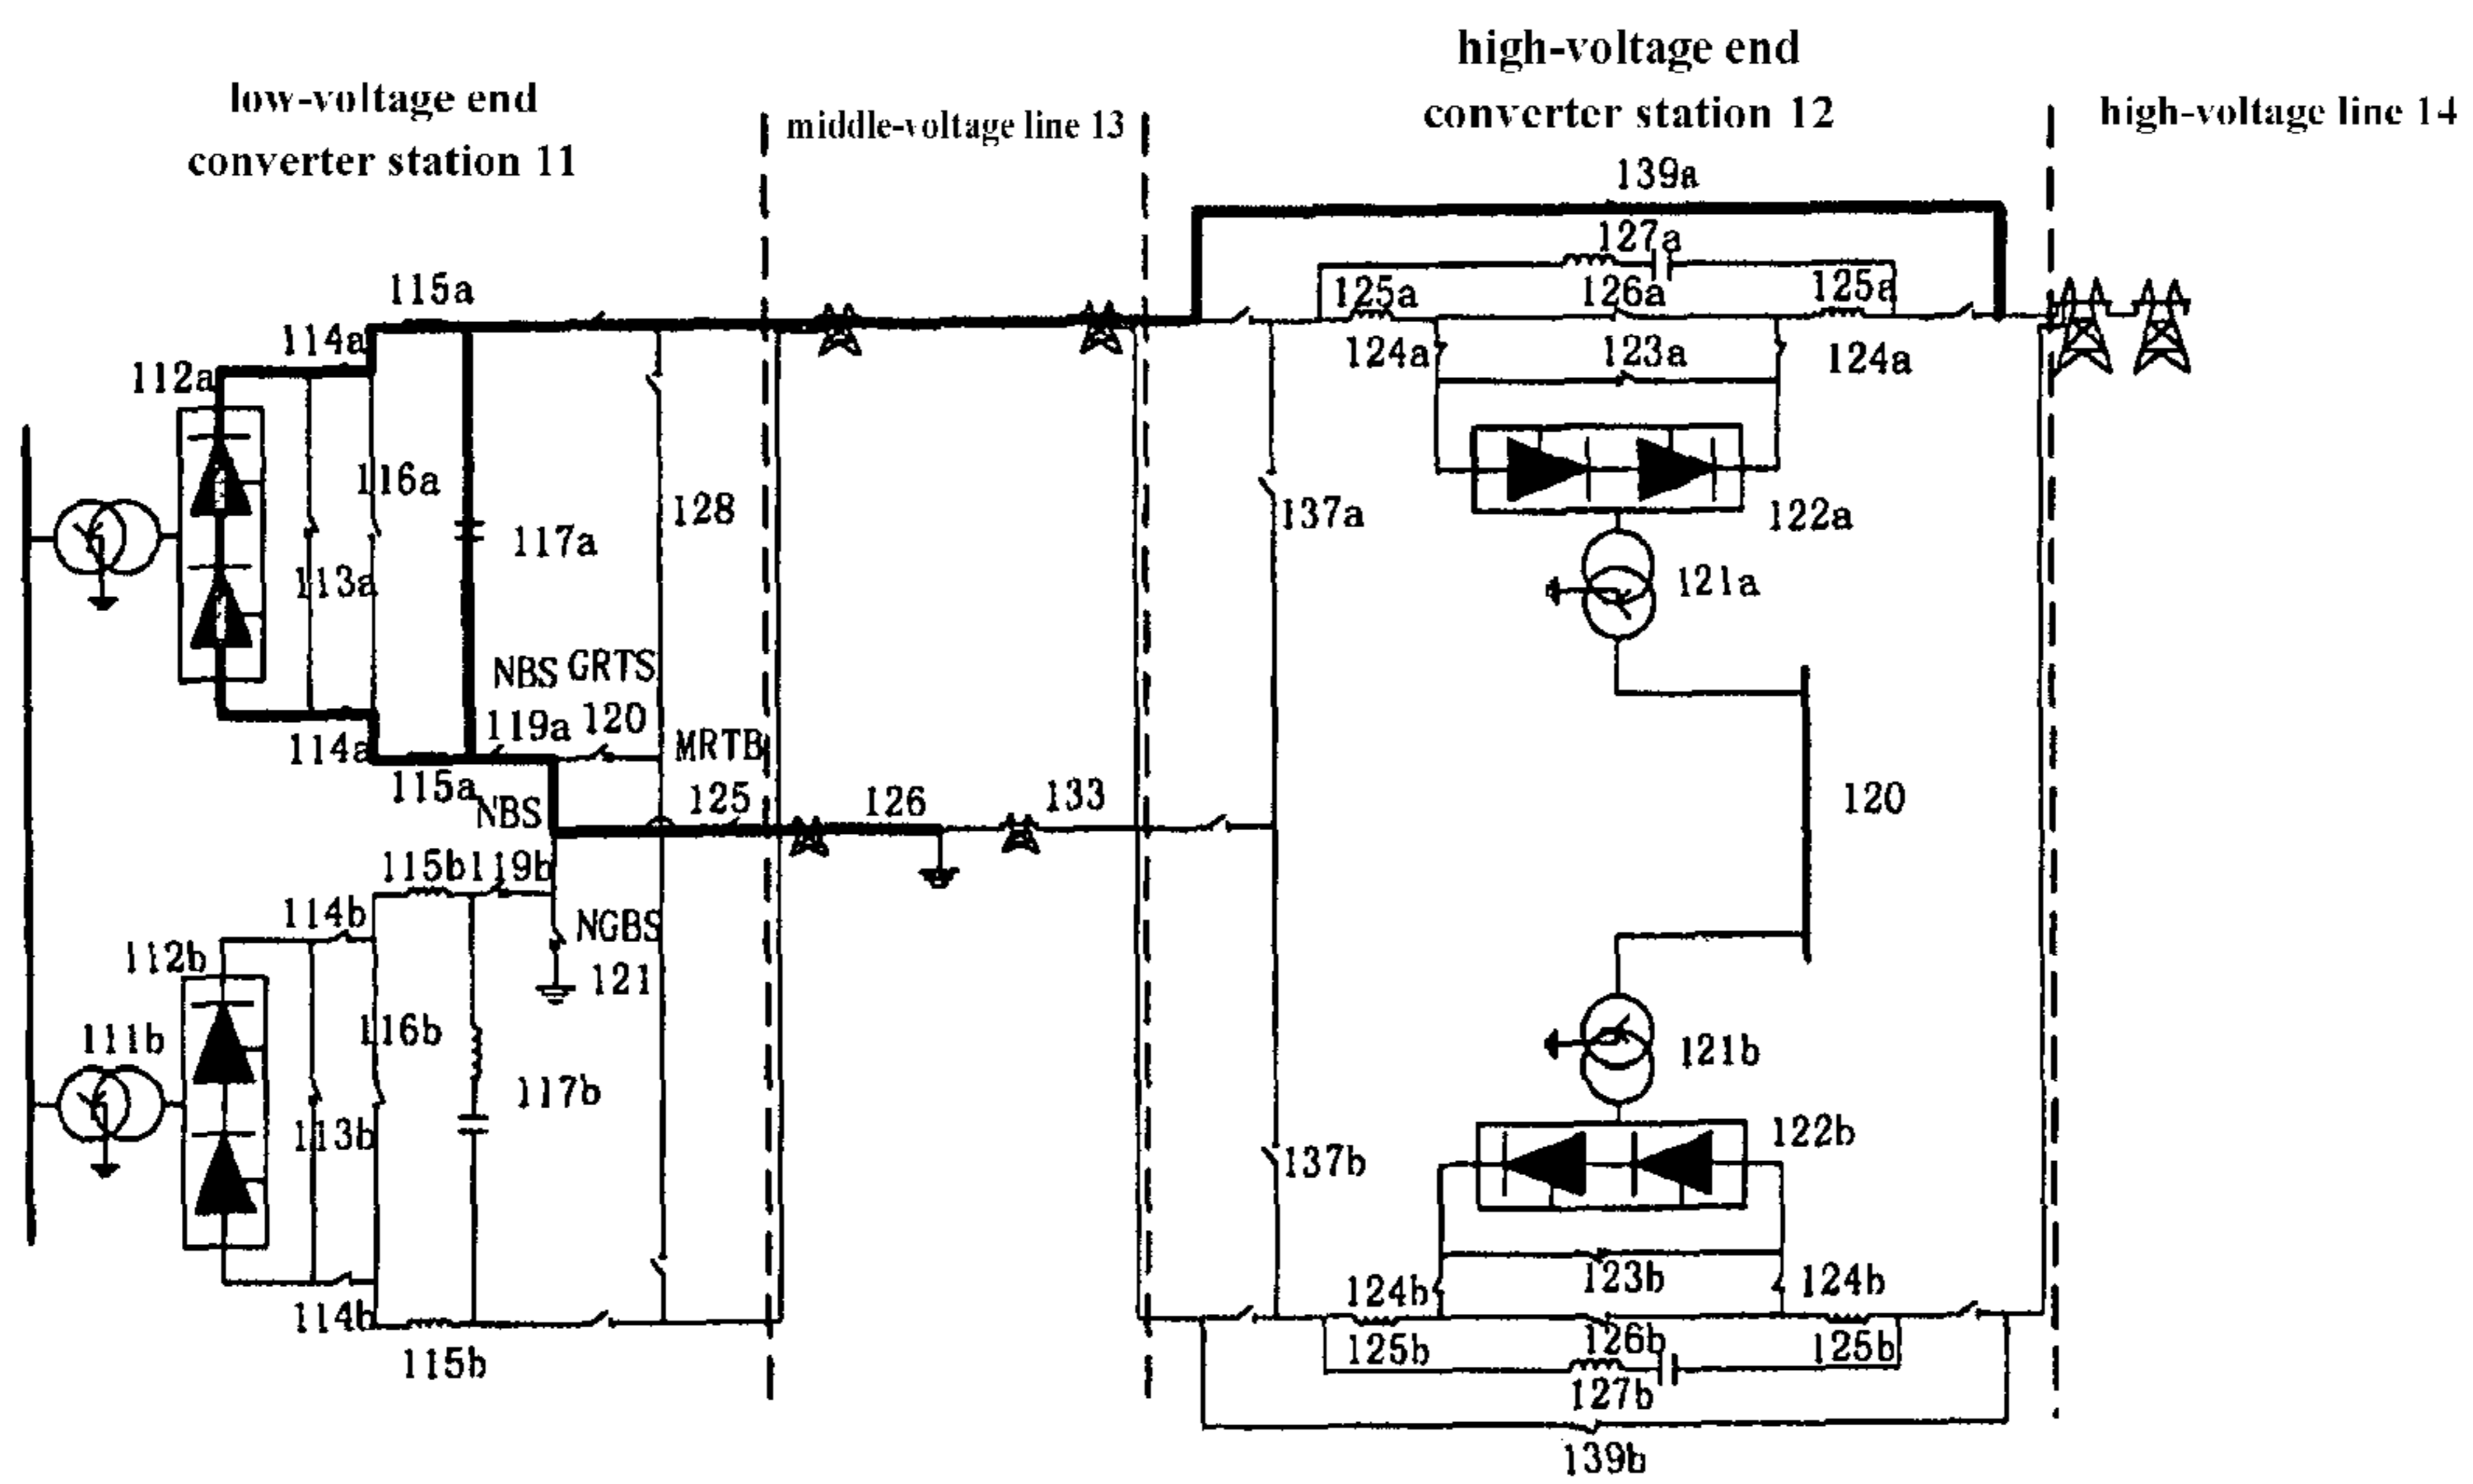 high-voltage end
converter station 12
low-voltage end
converter station 11
middle-voltage line 13
high-voltage line 14
139a
127a
115a
125a
126a
125a
114a
124a
123a
124a
112a
116a
128
137a
117a
122a
113a
121a
NBS
GRTS
119a
120
114a
MRTB
115a
NBS
125
126
133
120
115b
119b
114b
NGBS
112b
121
111b
116b
121b
117b
113b
122b
137b
123b
124b
124b
114b
126b
125b
125b
115b
127b
139b